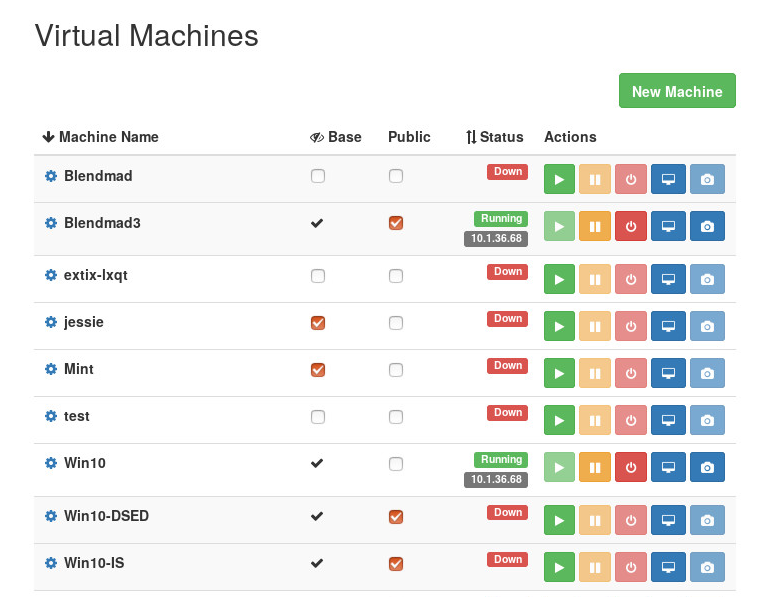 Virtual Machines
New Machine
Machine Name Base Public Status Actions
Blendmad Down
Blendmad3 Running
10.1.36.68
extix-lxqt Down
jessie Down
Mint Down
test Down
Win10 Running
10.1.36.68
Win10-DSED Down
Win10-IS Down